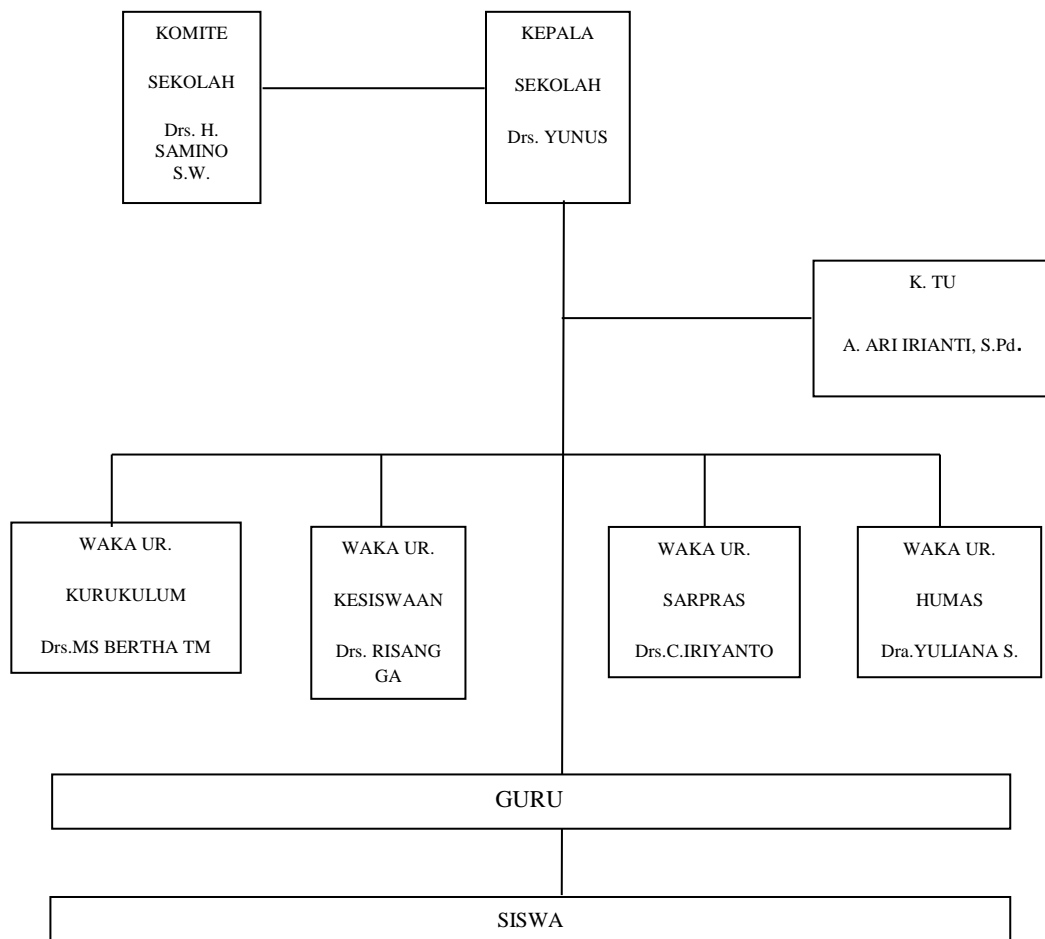 KOMITE
SEKOLAH
Drs. H.
SAMINO
S.W.
KEPALA
SEKOLAH
Drs. YUNUS
K. TU
A. ARI IRIANTI, S.Pd.
WAKA UR.
KURUKULUM
Drs.MS BERTHA TM
WAKA UR.
KESISWAAN
Drs. RISANG
GA
WAKA UR.
SARPRAS
Drs.C.IRIYANTO
WAKA UR.
HUMAS
Dra.YULIANA S.
GURU
SISWA